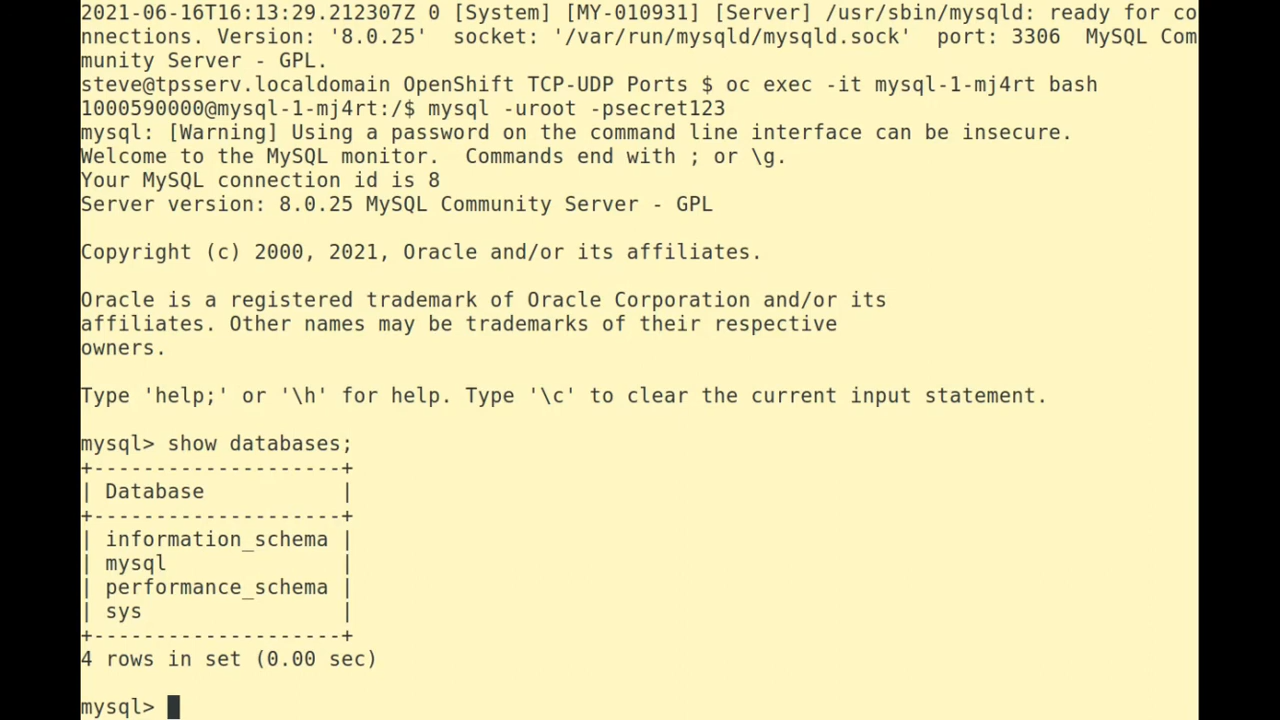 2021-06-16T16:13:29.212307Z 0 [System] [MY-010931] [Server] /usr/sbin/mysqld: ready for co
nnections. Version: '8.0.25'  socket: '/var/run/mysqld/mysqld.sock'  port: 3306  MySQL Com
munity Server - GPL.
steve@tpsserv.localdomain OpenShift TCP-UDP Ports $ oc exec -it mysql-1-mj4rt bash
1000590000@mysql-1-mj4rt:/$ mysql -uroot -psecret123
mysql: [Warning] Using a password on the command line interface can be insecure.
Welcome to the MySQL monitor.  Commands end with ; or \g.
Your MySQL connection id is 8
Server version: 8.0.25 MySQL Community Server - GPL

Copyright (c) 2000, 2021, Oracle and/or its affiliates.

Oracle is a registered trademark of Oracle Corporation and/or its
affiliates. Other names may be trademarks of their respective
owners.

Type 'help;' or '\h' for help. Type '\c' to clear the current input statement.

mysql> show databases;
+--------------------+
| Database           |
+--------------------+
| information_schema |
| mysql              |
| performance_schema |
| sys                |
+--------------------+
4 rows in set (0.00 sec)

mysql>